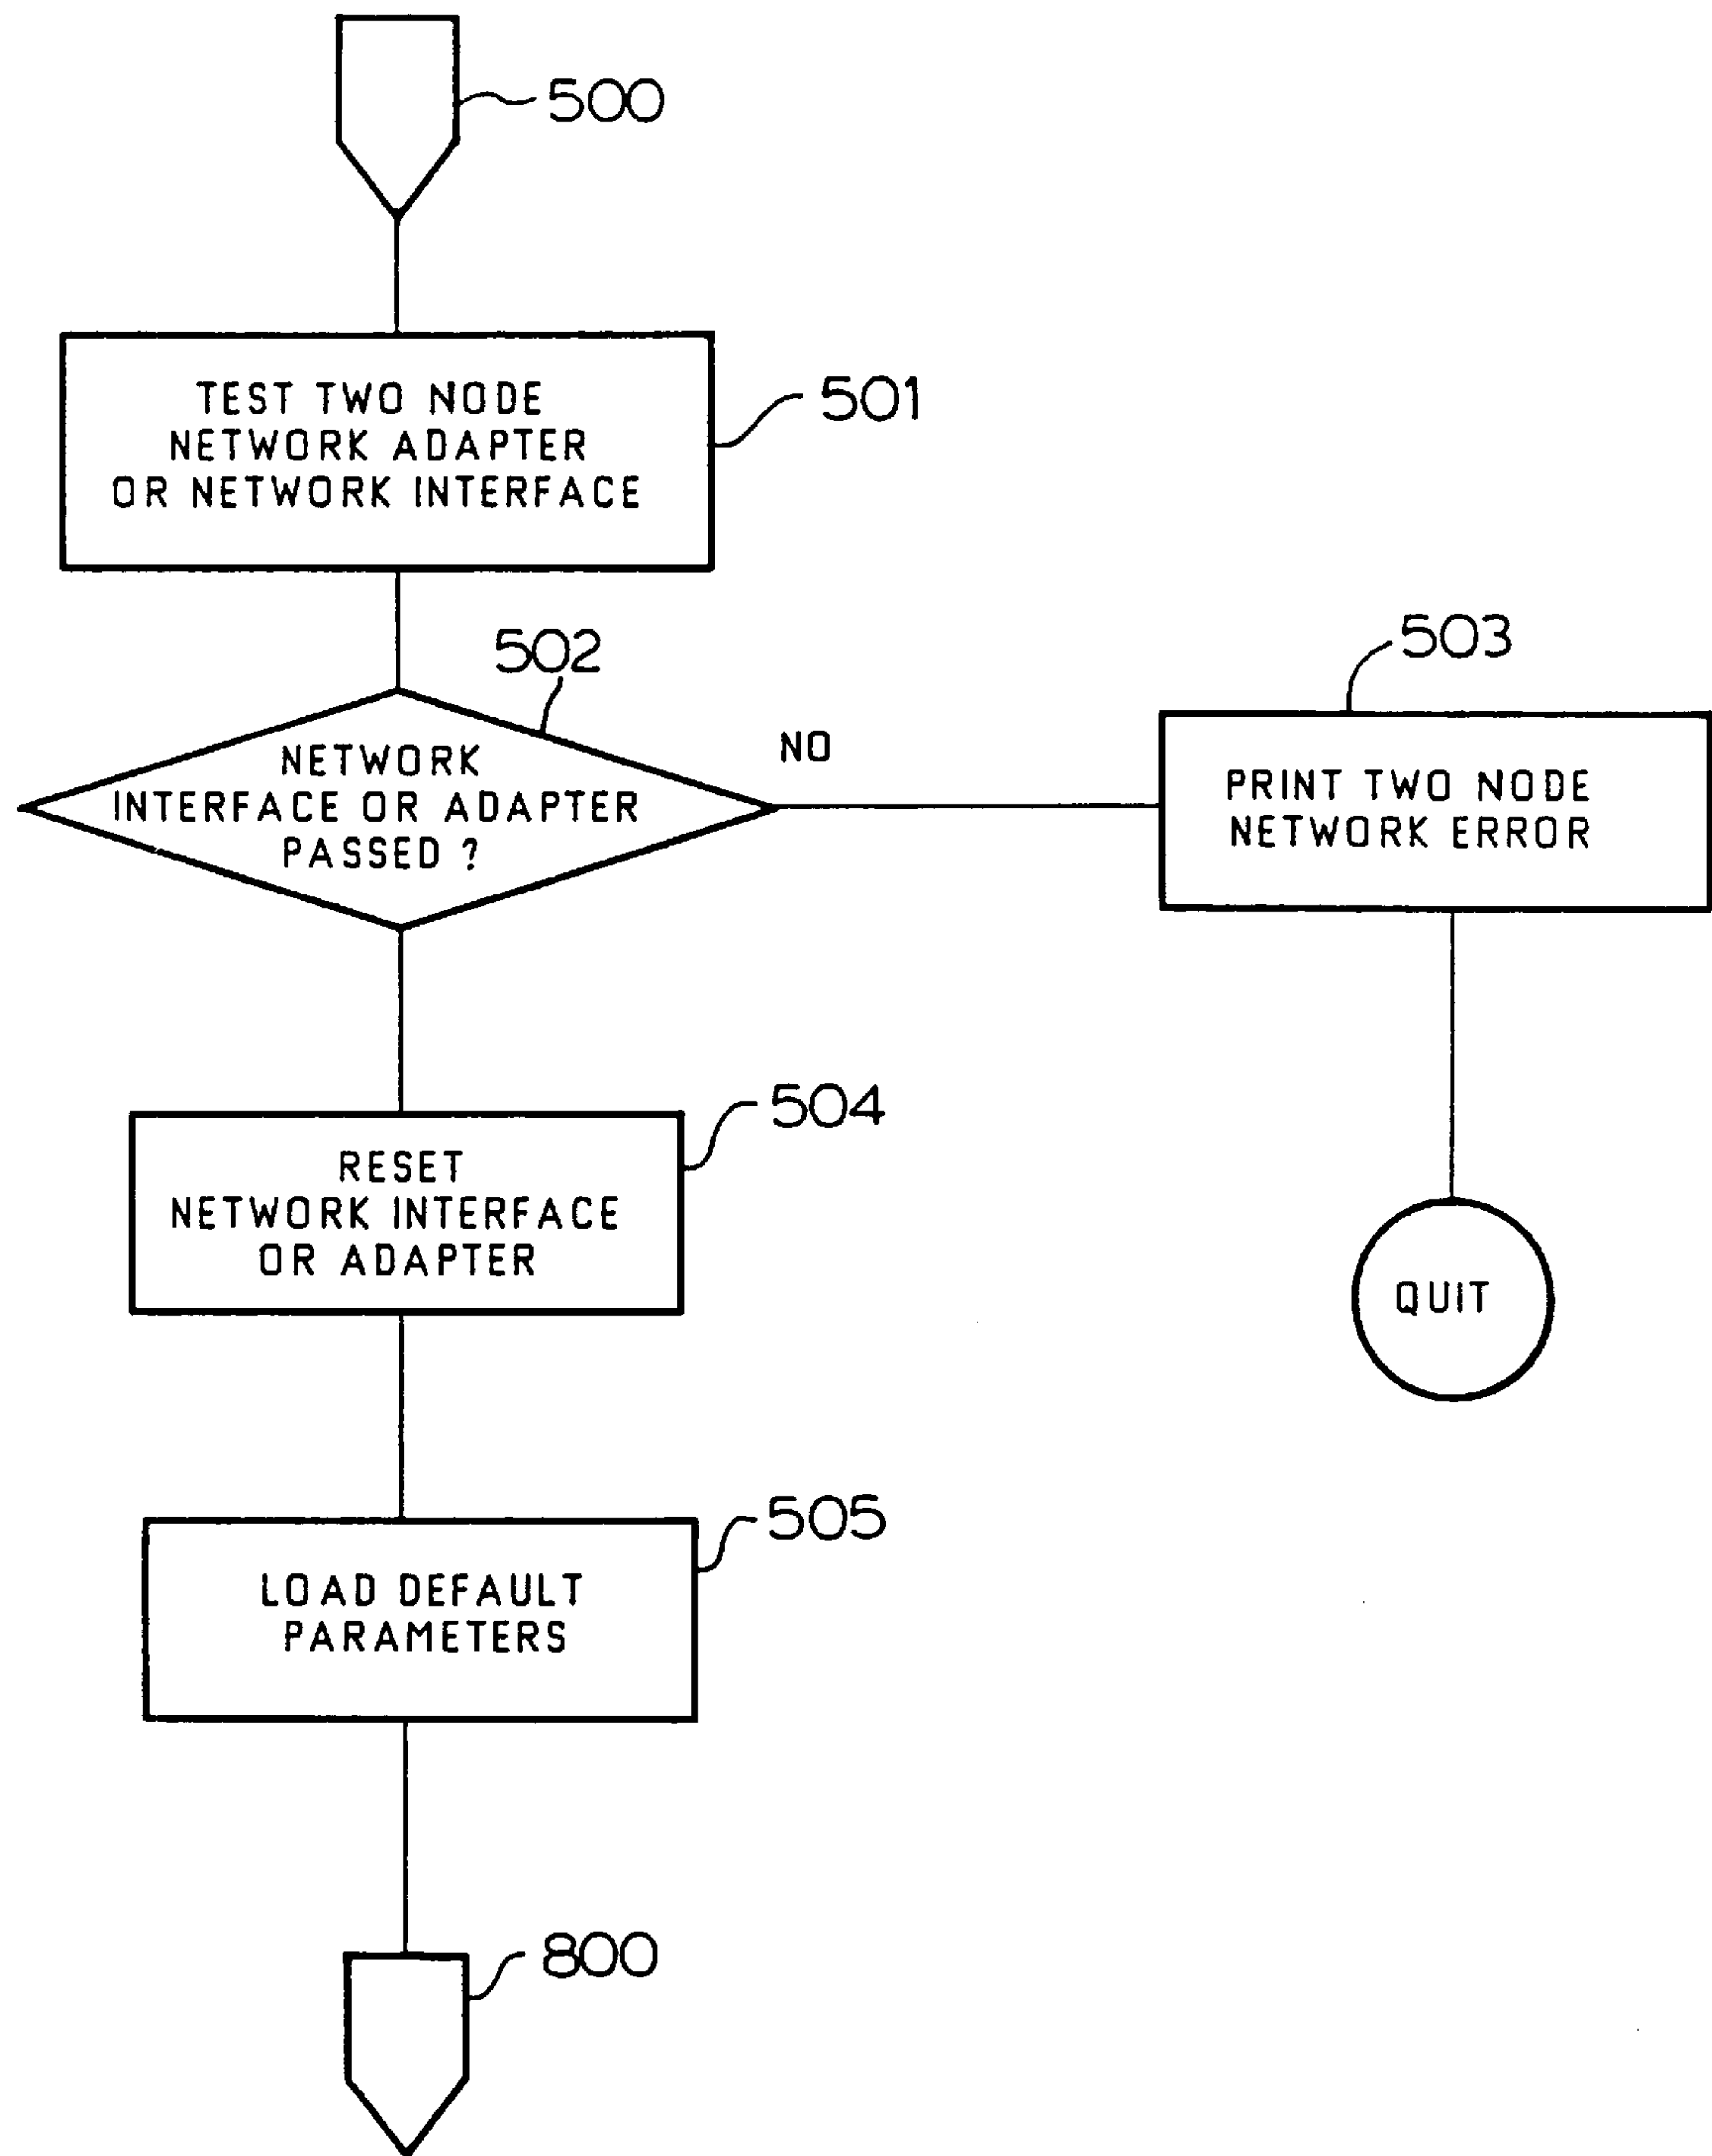 500
TEST TWO NODE
NETWORK ADAPTER
OR NETWORK INTERFACE
501
502
NETWORK
INTERFACE OR ADAPTER
PASSED ?
NO
503
PRINT TWO NODE
NETWORK ERROR
504
RESET
NETWORK INTERFACE
OR ADAPTER
QUIT
505
LOAD DEFAULT
PARAMETERS
800